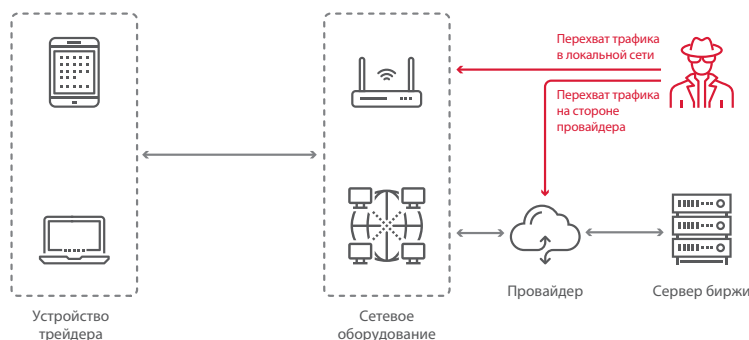 Перехват трафика
в локальной сети
Перехват трафика
на стороне
провайдера
Провайдер
Сервер биржи
Устройство
трейдера
Сетевое
оборудование